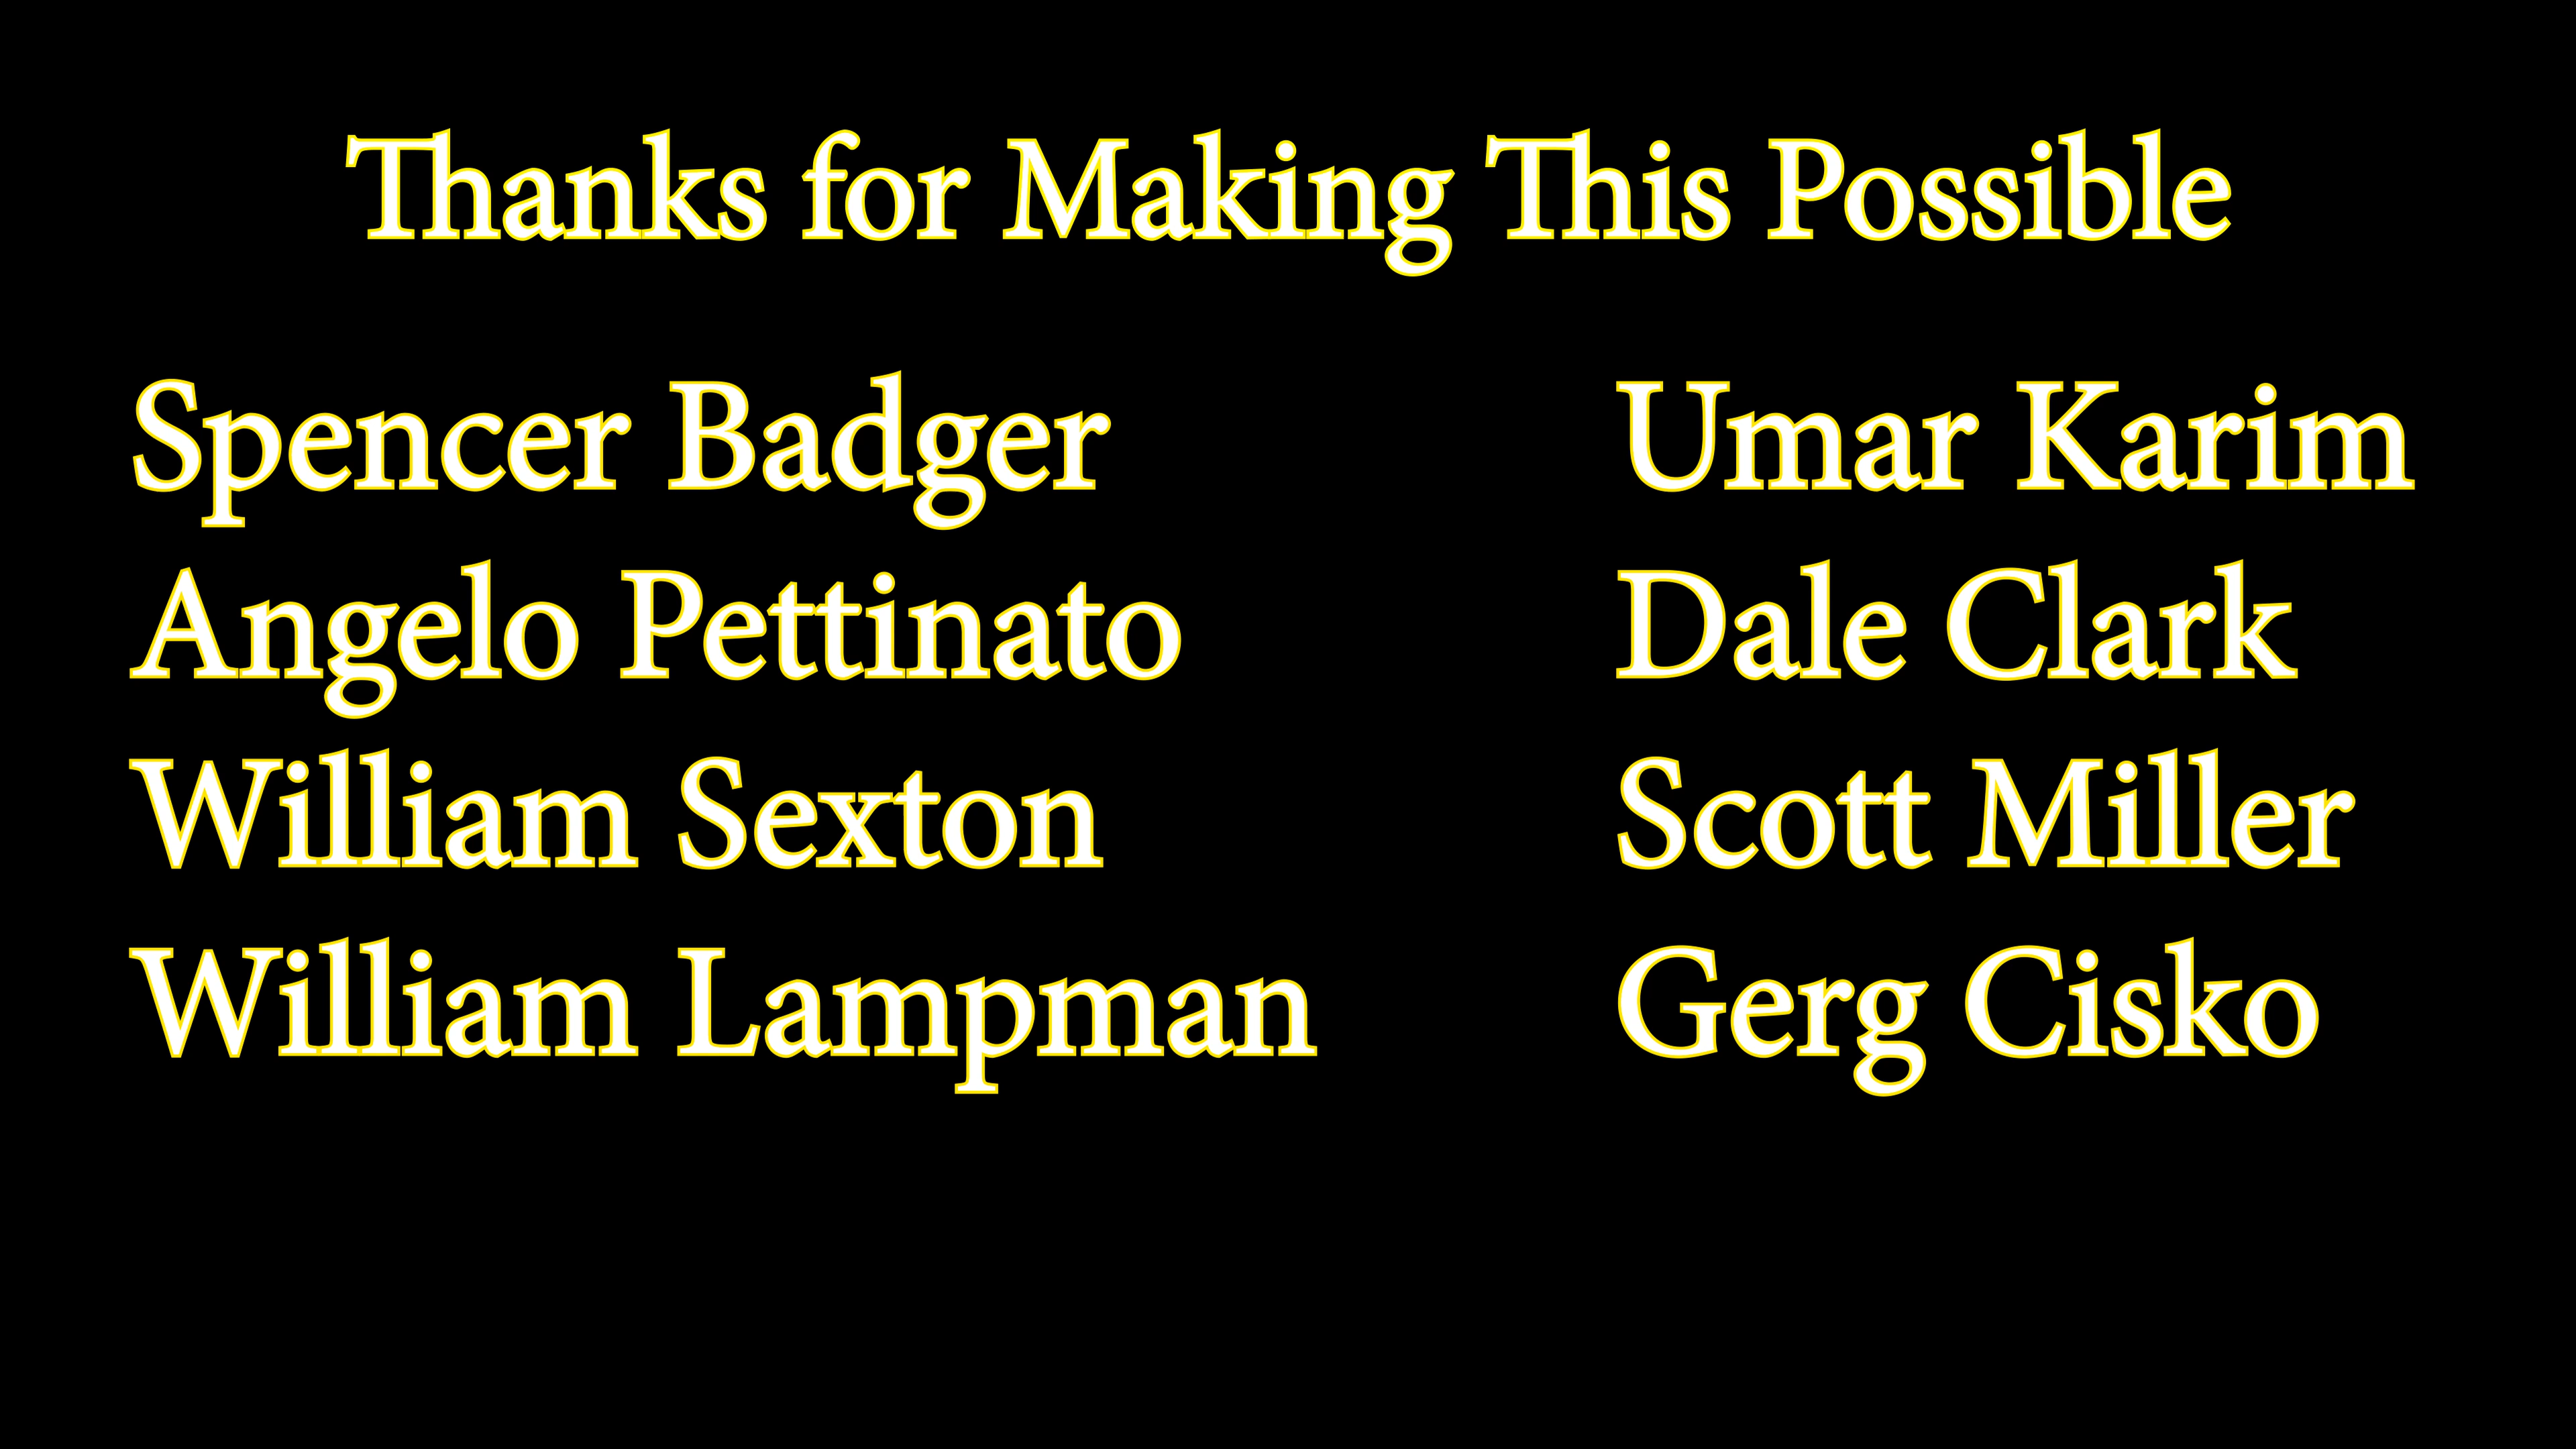 Thanks for Making This Possible
Spencer Badger
Angelo Pettinato
William Sexton
William Lampman
Umar Karim
Dale Clark
Scott Miller
Gerg Cisko